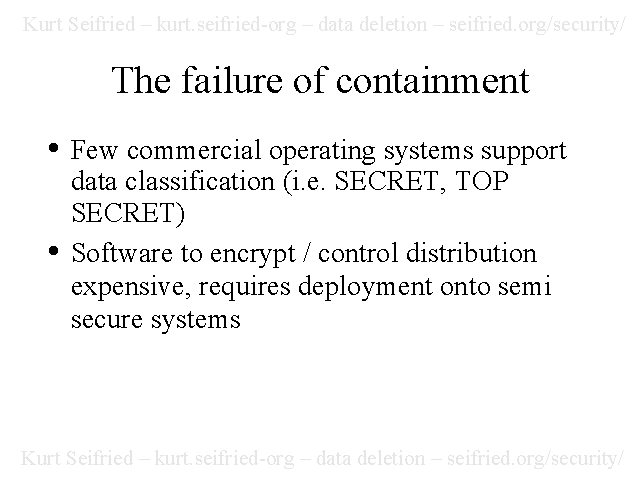 Kurt Seifried – kurt.seifried-org – data deletion – seifried.org/security/
The failure of containment
• Few commercial operating systems support
data classification (i.e. SECRET, TOP
SECRET)
• Software to encrypt / control distribution
expensive, requires deployment onto semi
secure systems
Kurt Seifried – kurt.seifried-org – data deletion – seifried.org/security/